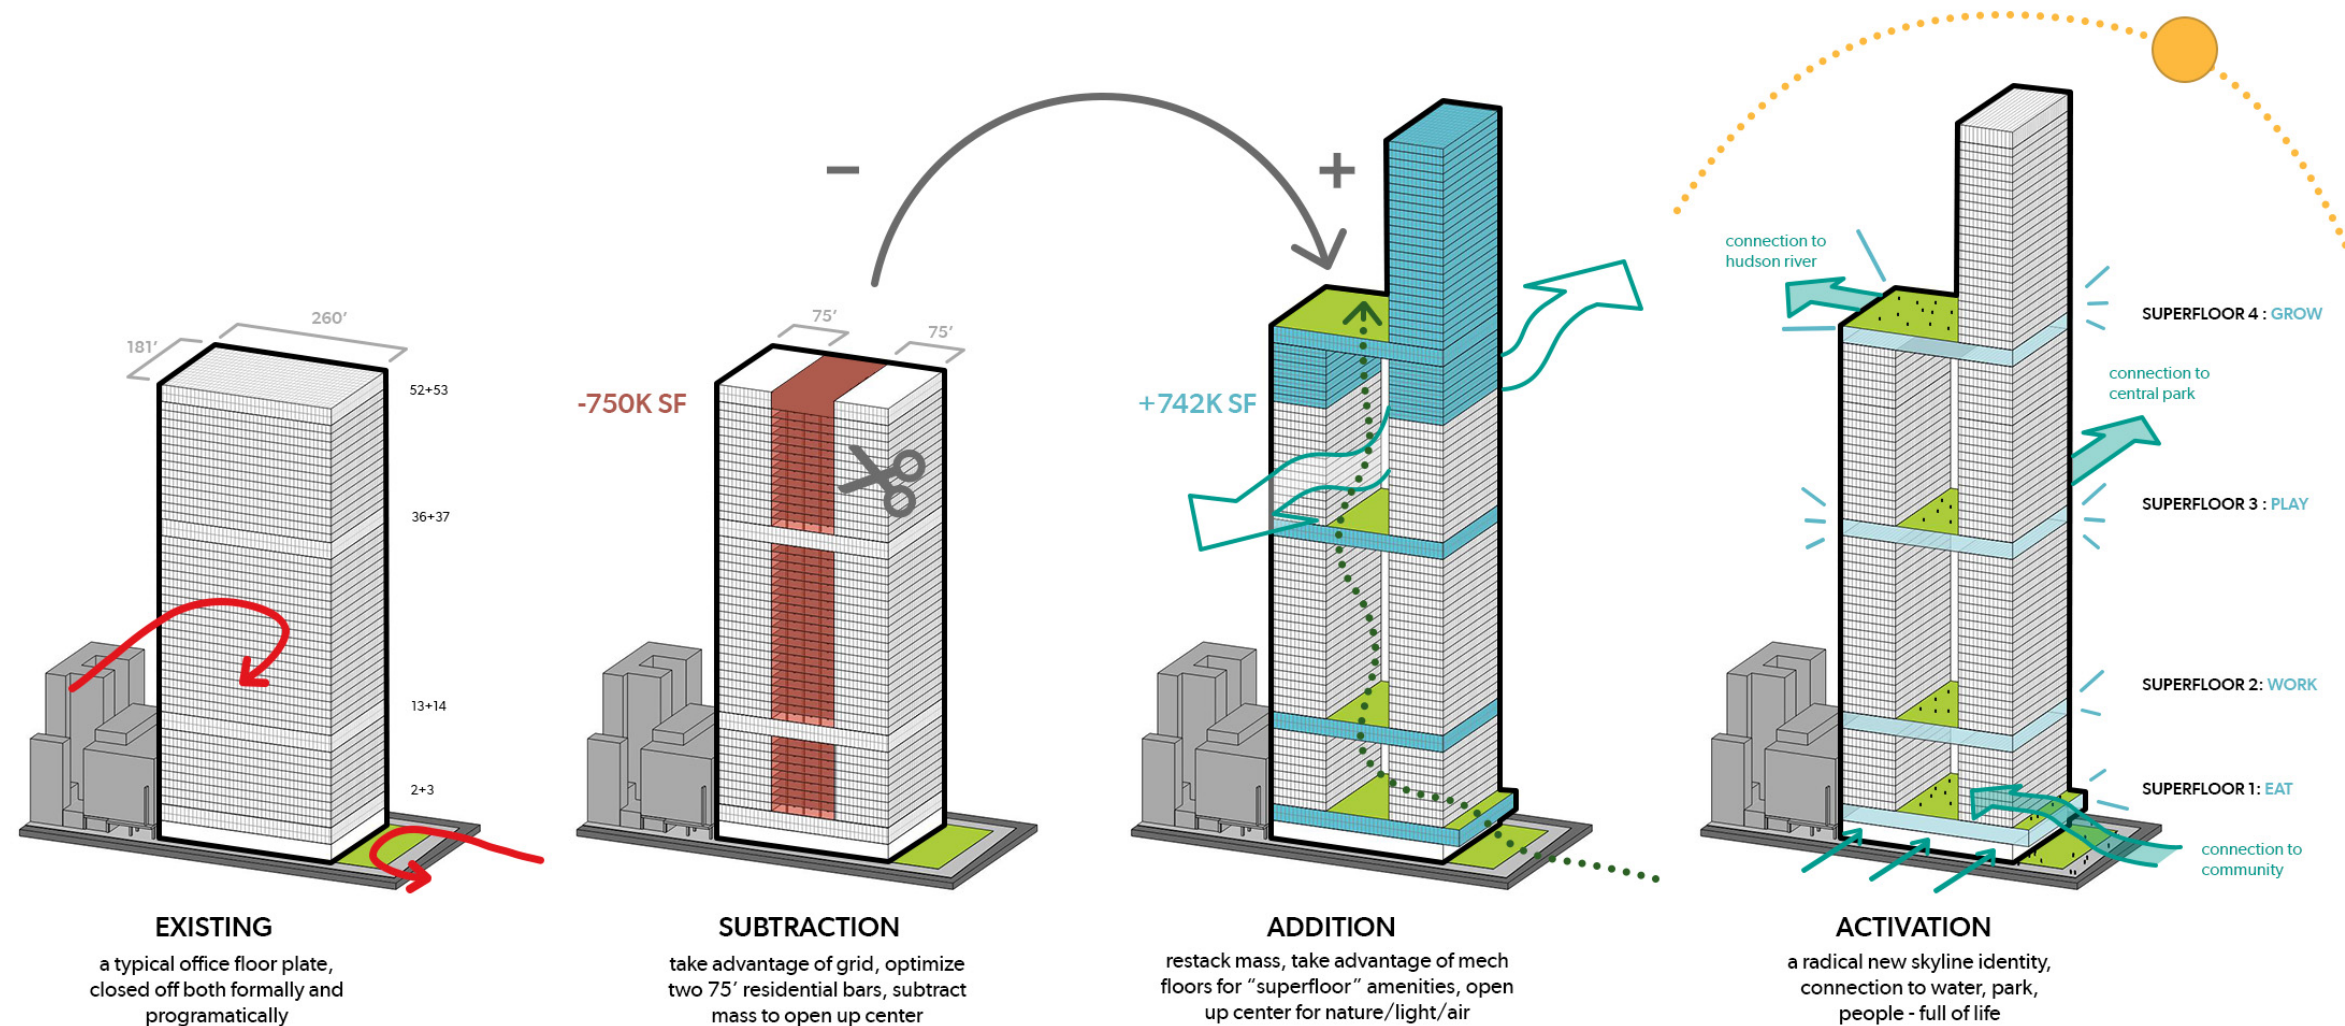 260’
181’
52+53
36+37
13+14
2+3
EXISTING
a typical office floor plate,
closed off both formally and
programatically
75’
75’
-750K SF
SUBTRACTION
take advantage of grid, optimize
two 75’ residential bars, subtract
mass to open up center
−
+
+742K SF
ADDITION
restack mass, take advantage of mech
floors for “superfloor” amenities, open
up center for nature/light/air
connection to
hudson river
SUPERFLOOR 4 : GROW
connection to
central park
SUPERFLOOR 3 : PLAY
SUPERFLOOR 2: WORK
SUPERFLOOR 1: EAT
connection to
community
ACTIVATION
a radical new skyline identity,
connection to water, park,
people - full of life